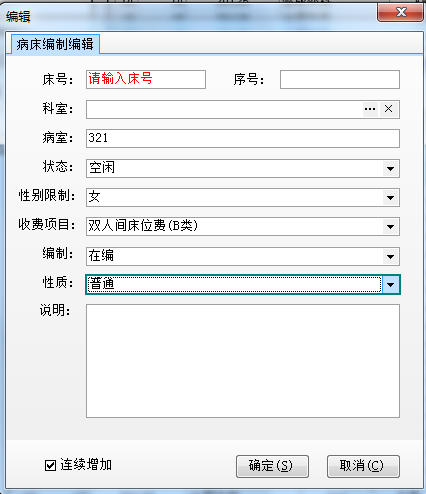 编辑
病床编制编辑
床号: 请输入床号 序号:
科室: ... ×
病室: 321
状态: 空闲
性别限制: 女
收费项目: 双人间床位费(B类)
编制: 在编
性质: 普通
说明:
连续增加 确定(S) 取消(C)